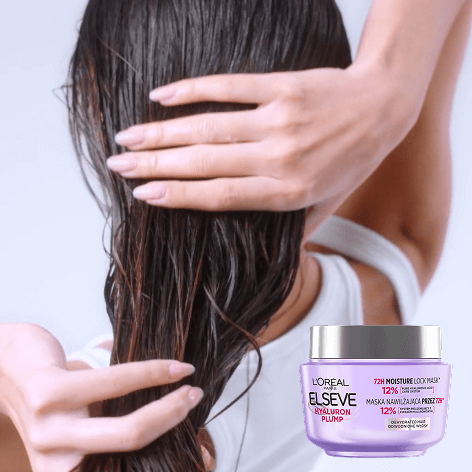 L'ORÉAL
PARIS
ELSEVE
HYALURON
PLUMP
72H MOISTURE LOCK MASK*
12%
MASKA NAWILŻAJĄCA PRZEZ 72H*
12%
DEHYDRATED HAIR
ODWODNIONE WŁOSY